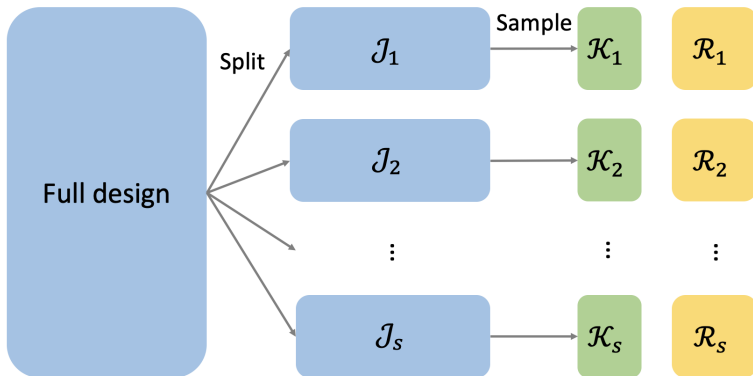 Split
Sample
Full design
𝒥₁
𝒦₁
ℛ₁
𝒥₂
𝒦₂
ℛ₂
⋮
⋮
⋮
𝒥ₛ
𝒦ₛ
ℛₛ